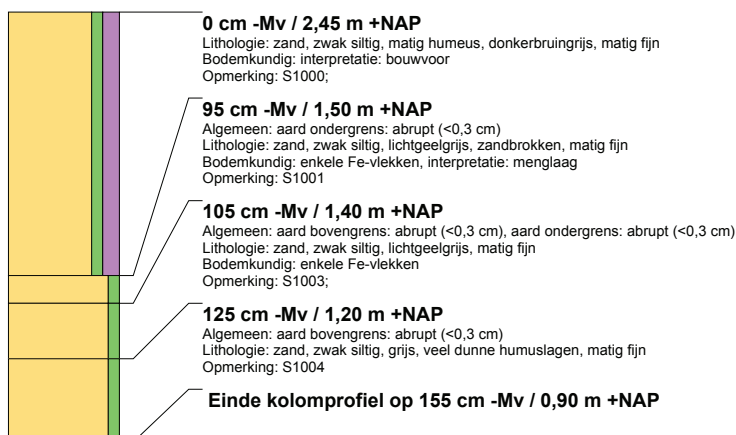 0 cm -Mv / 2,45 m +NAP
Lithologie: zand, zwak siltig, matig humeus, donkerbruingrijs, matig fijn
Bodemkundig: interpretatie: bouwvoor
Opmerking: S1000;
95 cm -Mv / 1,50 m +NAP
Algemeen: aard ondergrens: abrupt (<0,3 cm)
Lithologie: zand, zwak siltig, lichtgeelgrijs, zandbrokken, matig fijn
Bodemkundig: enkele Fe-vlekken, interpretatie: menglaag
Opmerking: S1001
105 cm -Mv / 1,40 m +NAP
Algemeen: aard bovengrens: abrupt (<0,3 cm), aard ondergrens: abrupt (<0,3 cm)
Lithologie: zand, zwak siltig, lichtgeelgrijs, matig fijn
Bodemkundig: enkele Fe-vlekken
Opmerking: S1003;
125 cm -Mv / 1,20 m +NAP
Algemeen: aard bovengrens: abrupt (<0,3 cm)
Lithologie: zand, zwak siltig, grijs, veel dunne humuslagen, matig fijn
Opmerking: S1004
Einde kolomprofiel op 155 cm -Mv / 0,90 m +NAP